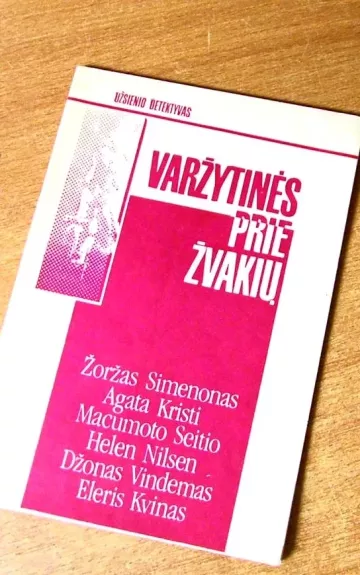 UŽSIENIO DETEKTYVAS
VARŽYTINĖS
PRIE
ŽVAKIŲ
Žoržas Simenonas
Agata Kristi
Macumoto Seitio
Helen Nilsen
Džonas Vindemas
Eleris Kvinas